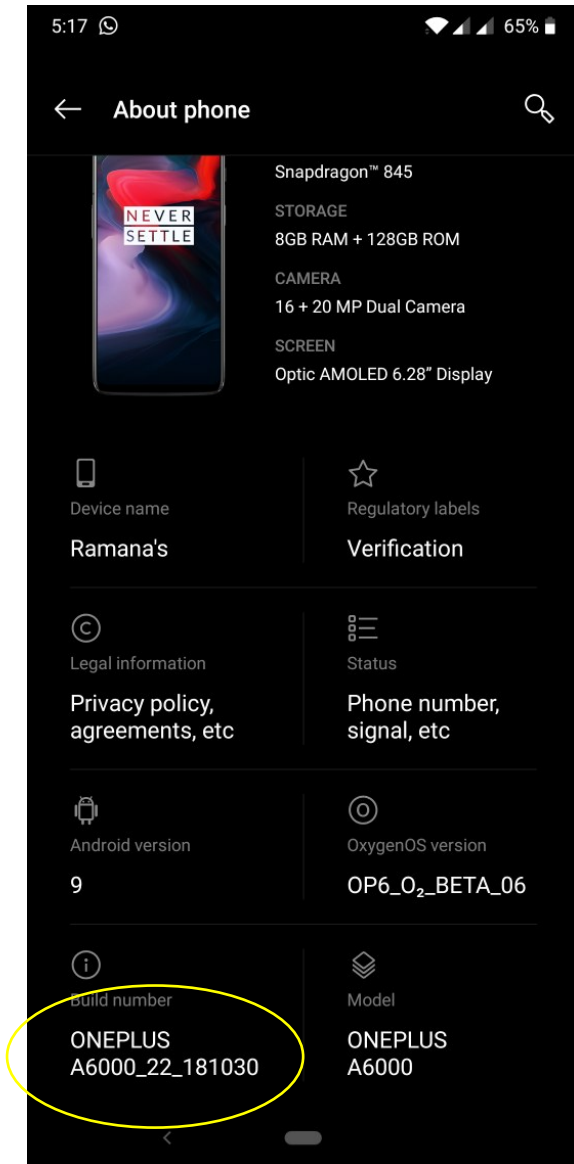 5:17 65%
About phone
NEVER
SETTLE
Snapdragon™ 845
STORAGE
8GB RAM + 128GB ROM
CAMERA
16 + 20 MP Dual Camera
SCREEN
Optic AMOLED 6.28” Display
Device name
Ramana's
Regulatory labels
Verification
Legal information
Privacy policy,
agreements, etc
Status
Phone number,
signal, etc
Android version
9
OxygenOS version
OP6_O₂_BETA_06
Build number
ONEPLUS
A6000_22_181030
Model
ONEPLUS
A6000